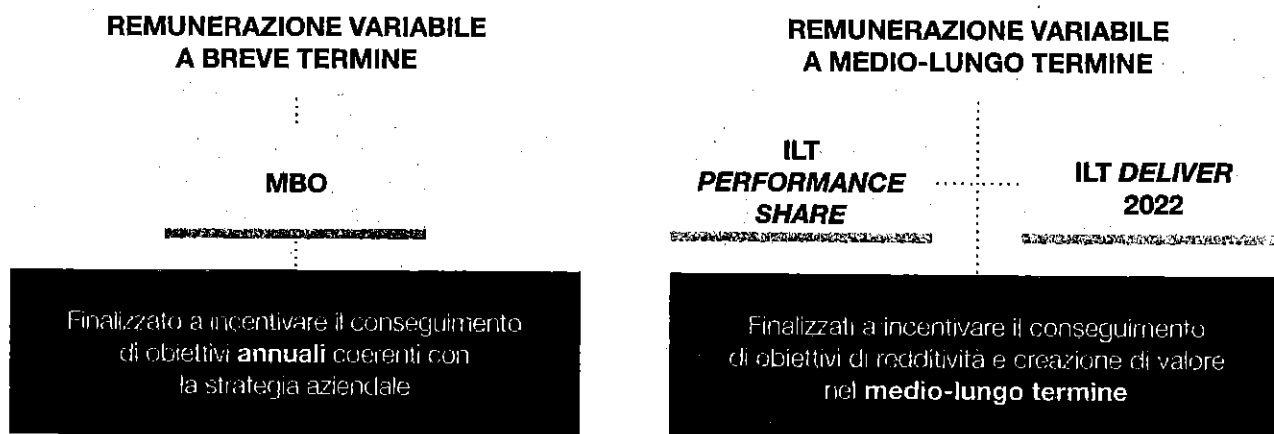 REMUNERAZIONE VARIABILE
A BREVE TERMINE
MBO
Finalizzato a incentivare il conseguimento
di obiettivi annuali coerenti con
la strategia aziendale
REMUNERAZIONE VARIABILE
A MEDIO-LUNGO TERMINE
ILT
PERFORMANCE
SHARE
ILT DELIVER
2022
Finalizzati a incentivare il conseguimento
di obiettivi di redditività e creazione di valore
nel medio-lungo termine